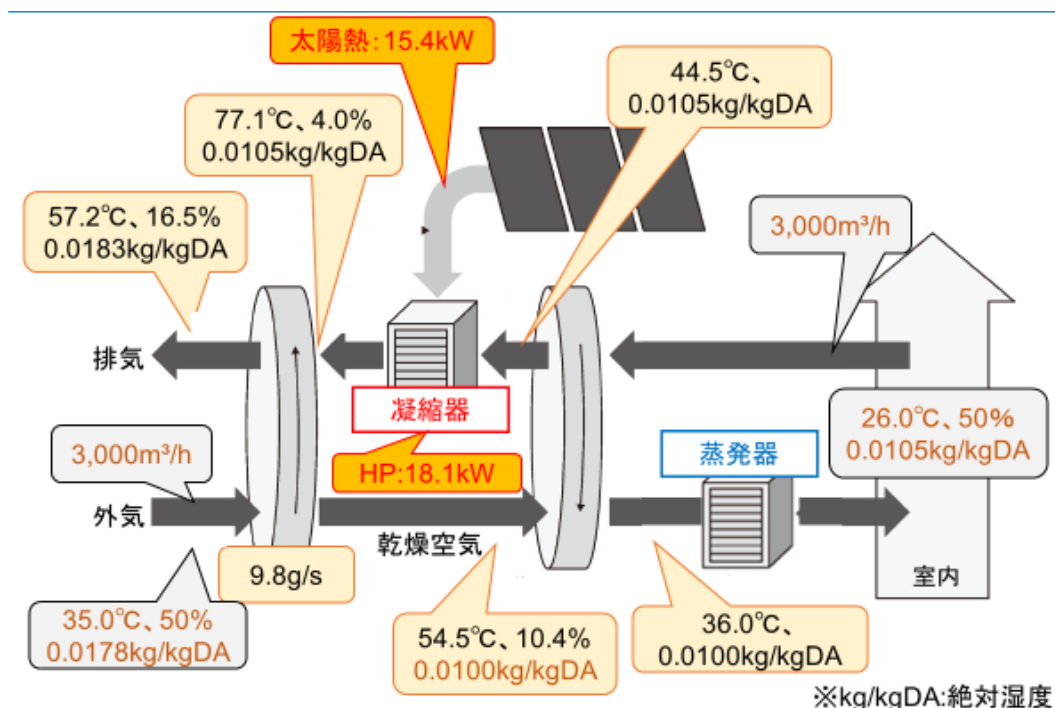 太陽熱：15.4kW
44.5℃、
0.0105kg/kgDA
77.1℃、4.0%
0.0105kg/kgDA
57.2℃、16.5%
0.0183kg/kgDA
3,000m³/h
排気
凝縮器
26.0℃、50%
0.0105kg/kgDA
3,000m³/h
HP:18.1kW
蒸発器
外気
乾燥空気
9.8g/s
室内
35.0℃、50%
0.0178kg/kgDA
54.5℃、10.4%
0.0100kg/kgDA
36.0℃、
0.0100kg/kgDA
※kg/kgDA:絶対湿度